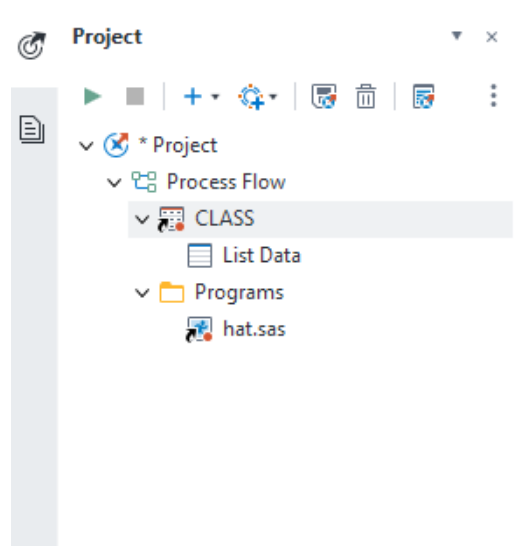 Project
* Project
Process Flow
CLASS
List Data
Programs
hat.sas